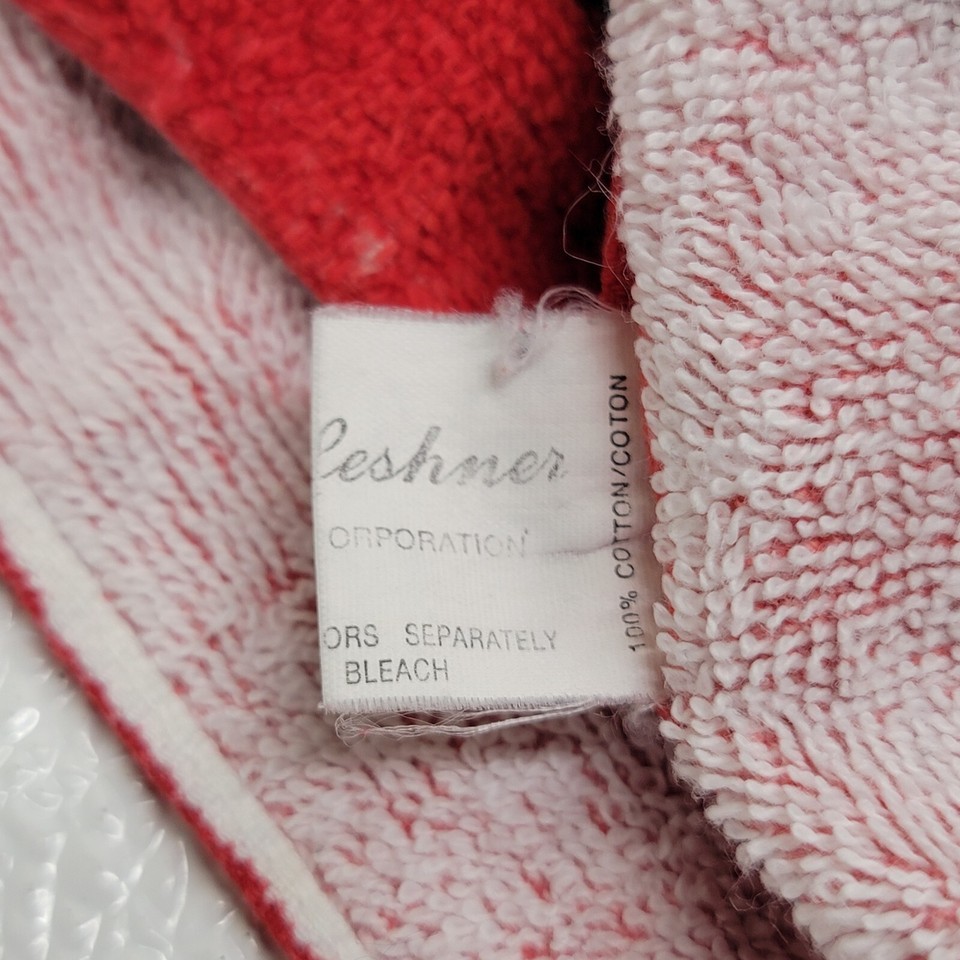 Leshner
ORPORATION
ORS SEPARATELY
BLEACH
100% COTTON/COTON